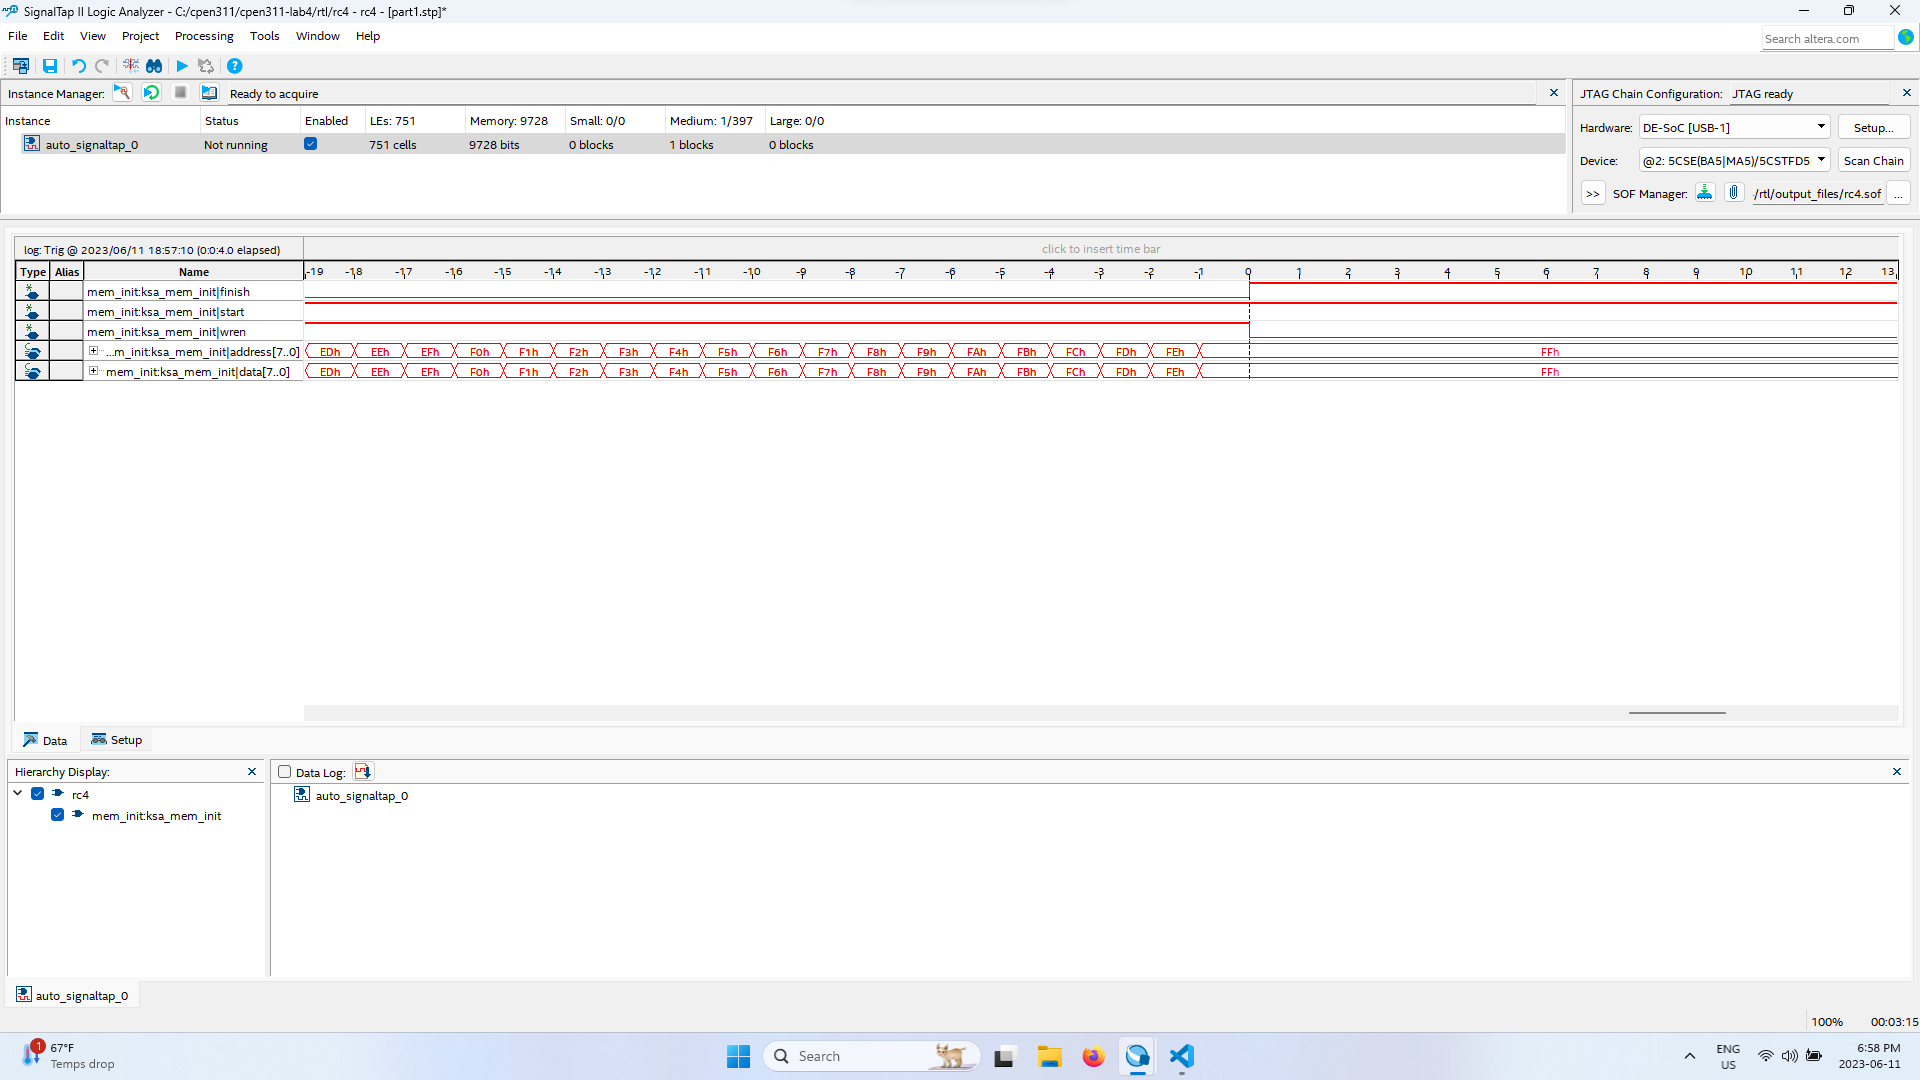 SignalTap II Logic Analyzer - C:/cpen311/cpen311-lab4/rtl/rc4 - rc4 - [part1.stp]*
File Edit View Project Processing Tools Window Help
Search altera.com
Instance Manager: Ready to acquire
JTAG Chain Configuration: JTAG ready
Instance Status Enabled LEs: 751 Memory: 9728 Small: 0/0 Medium: 1/397 Large: 0/0
auto_signaltap_0 Not running 751 cells 9728 bits 0 blocks 1 blocks 0 blocks
Hardware: DE-SoC [USB-1] Setup...
Device: @2: 5CSE(BA5|MA5)/5CSTFD5 Scan Chain
>> SOF Manager: /rtl/output_files/rc4.sof ...
log: Trig @ 2023/06/11 18:57:10 (0:0:4.0 elapsed) click to insert time bar
Type Alias Name -19 -18 -17 -16 -15 -14 -13 -12 -11 -10 -9 -8 -7 -6 -5 -4 -3 -2 -1 0 1 2 3 4 5 6 7 8 9 10 11 12 13
mem_init:ksa_mem_init|finish
mem_init:ksa_mem_init|start
mem_init:ksa_mem_init|wren
...m_init:ksa_mem_init|address[7..0] EDh EEh EFh F0h F1h F2h F3h F4h F5h F6h F7h F8h F9h FAh FBh FCh FDh FEh FFh
mem_init:ksa_mem_init|data[7..0] EDh EEh EFh F0h F1h F2h F3h F4h F5h F6h F7h F8h F9h FAh FBh FCh FDh FEh FFh
Data Setup
Hierarchy Display:
rc4
mem_init:ksa_mem_init
Data Log:
auto_signaltap_0
auto_signaltap_0
100% 00:03:15
1
67°F
Temps drop
Search
ENG
US
6:58 PM
2023-06-11